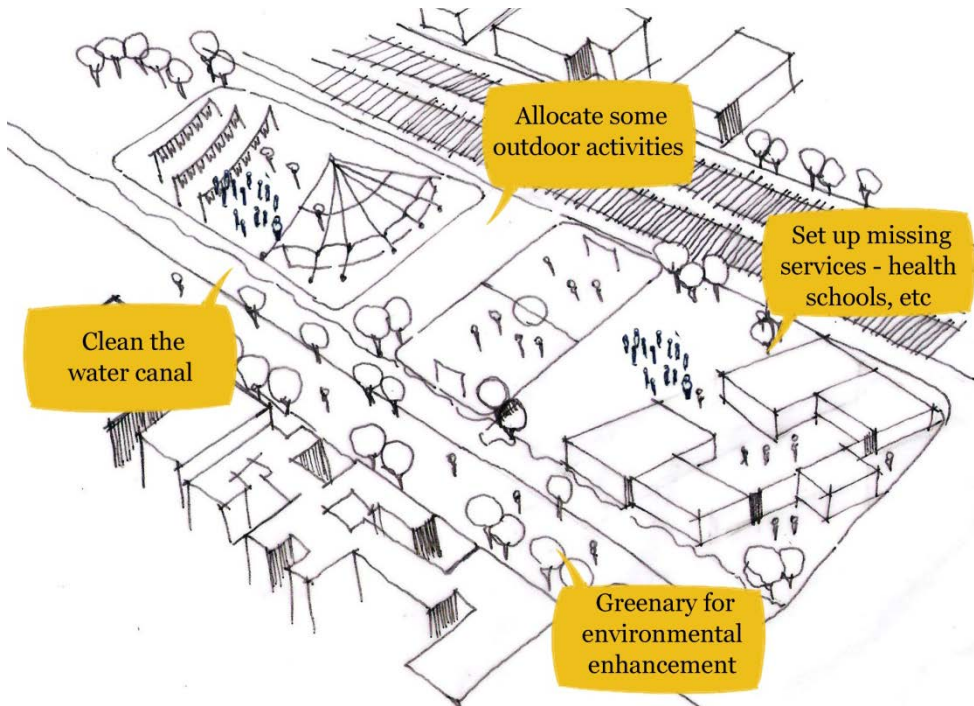 Allocate some
outdoor activities
Set up missing
services - health
schools, etc
Clean the
water canal
Greenary for
environmental
enhancement